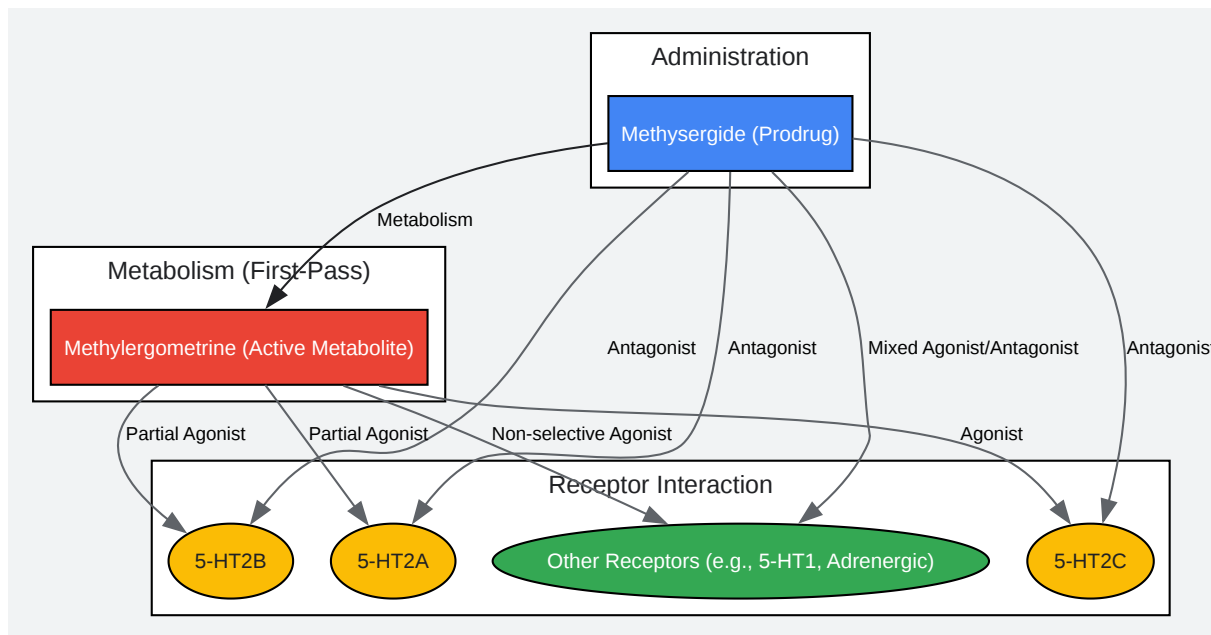 Administration
Methysergide (Prodrug)
Metabolism
Metabolism (First-Pass)
Methylergometrine (Active Metabolite)
Antagonist
Antagonist
Mixed Agonist/Antagonist
Antagonist
Partial Agonist
Partial Agonist
Non-selective Agonist
Agonist
Receptor Interaction
5-HT2B
5-HT2A
Other Receptors (e.g., 5-HT1, Adrenergic)
5-HT2C